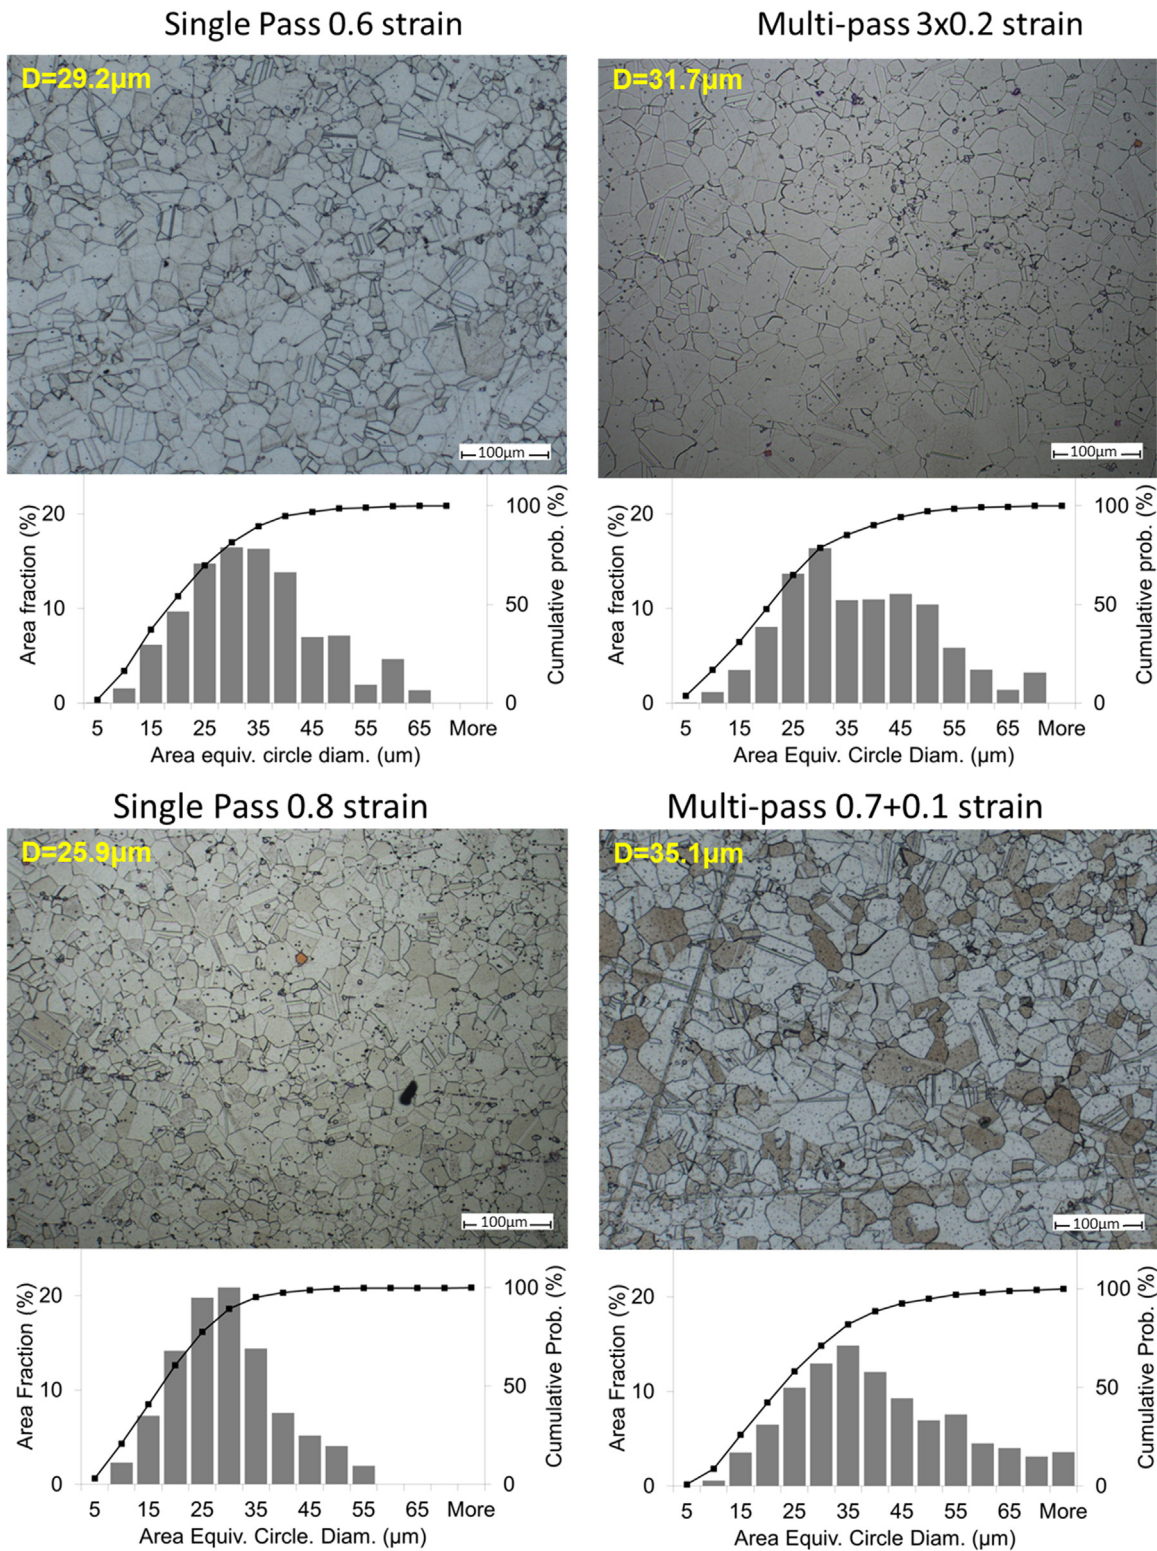 Single Pass 0.6 strain
Multi-pass 3x0.2 strain
D=29.2µm
D=31.7µm
100µm
100µm
Area fraction (%)
20
10
0
100
50
0
Cumulative prob. (%)
5 15 25 35 45 55 65 More
Area equiv. circle diam. (um)
Area fraction (%)
20
10
0
100
50
0
Cumulative prob. (%)
5 15 25 35 45 55 65 More
Area Equiv. Circle Diam. (µm)
Single Pass 0.8 strain
Multi-pass 0.7+0.1 strain
D=25.9µm
D=35.1µm
100µm
100µm
Area Fraction (%)
20
10
0
100
50
0
Cumulative Prob. (%)
5 15 25 35 45 55 65 More
Area Equiv. Circle. Diam. (µm)
Area Fraction (%)
20
10
0
100
50
0
Cumulative Prob. (%)
5 15 25 35 45 55 65 More
Area Equiv. Circle Diam. (µm)